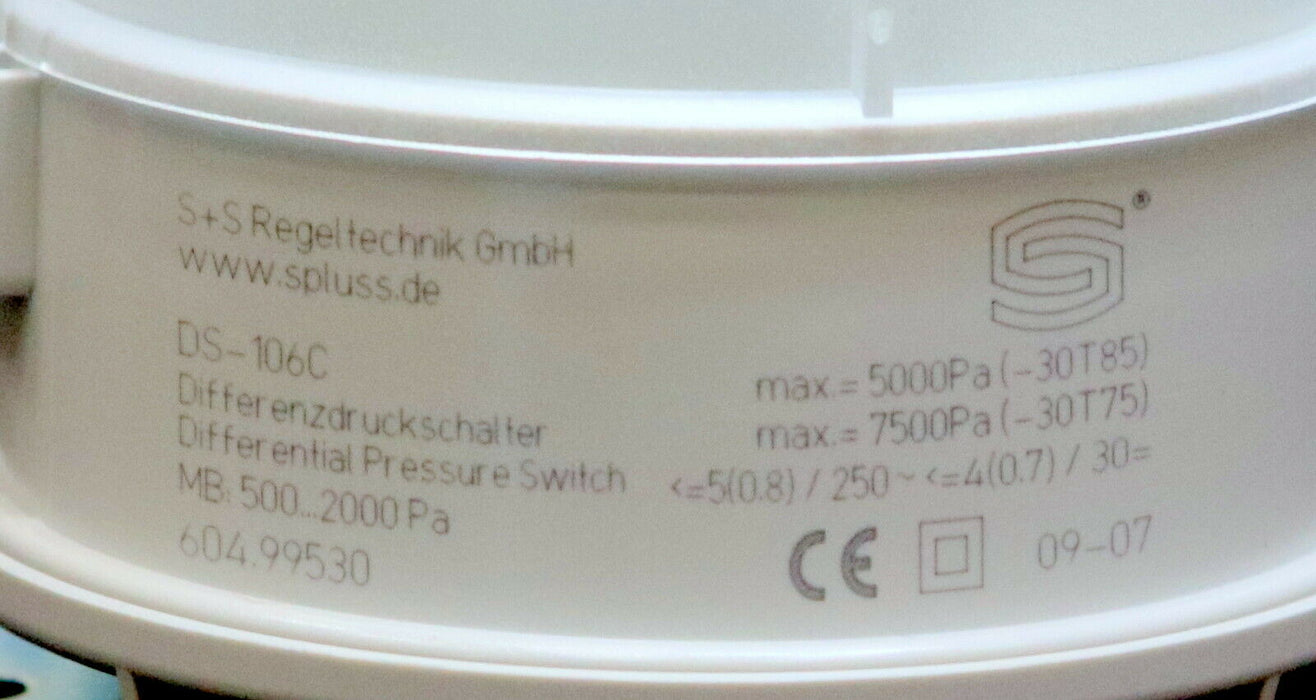 S+S Regeltechnik GmbH
www.spluss.de
DS-106C
Differenzdruckschalter
Differential Pressure Switch
MB: 500...2000 Pa
604.99530
®
max.= 5000Pa (-30T85)
max.= 7500Pa (-30T75)
<=5(0.8) / 250~ <=4(0.7) / 30=
CE
09-07